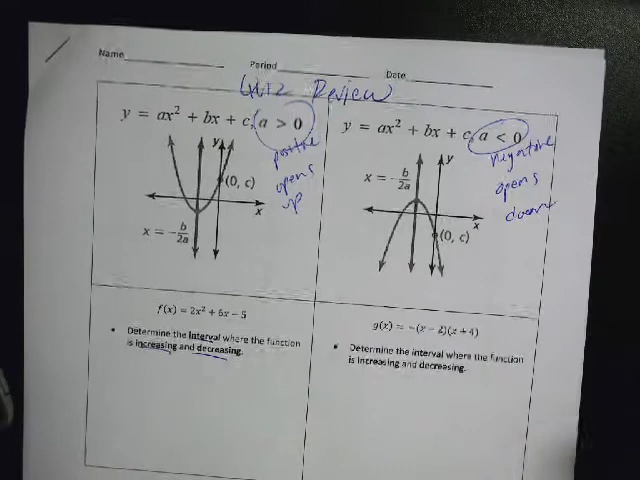 Name Period Date
Quiz Review
y = ax² + bx + c, a > 0
positive
opens
up
y
(0, c)
x
x = -b/2a
y = ax² + bx + c, a < 0
negative
opens
down
y
x = -b/2a
x
(0, c)
f(x) = 2x² + 6x - 5
• Determine the interval where the function
is increasing and decreasing.
g(x) = -(x - 2)(x + 4)
• Determine the interval where the function
is increasing and decreasing.